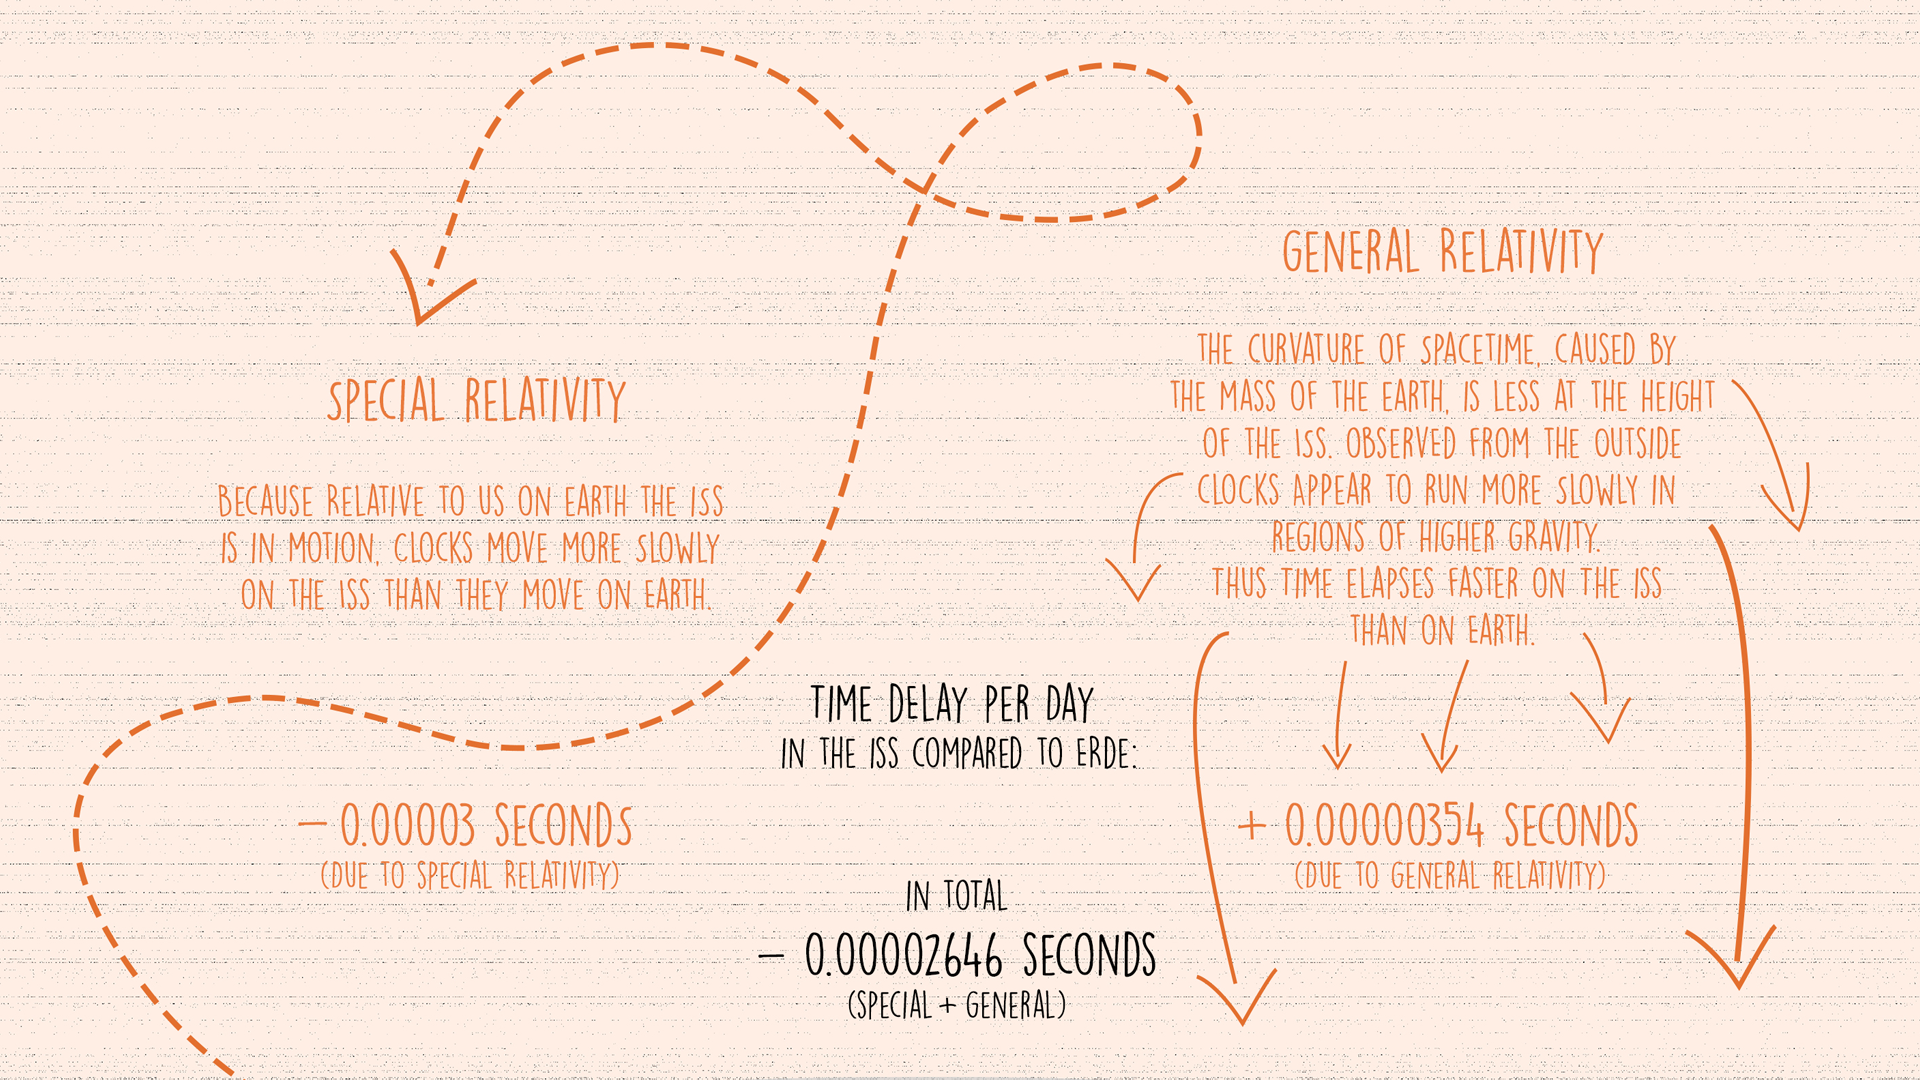 SPECIAL RELATIVITY
BECAUSE RELATIVE TO US ON EARTH THE ISS
IS IN MOTION, CLOCKS MOVE MORE SLOWLY
ON THE ISS THAN THEY MOVE ON EARTH.
GENERAL RELATIVITY
THE CURVATURE OF SPACETIME, CAUSED BY
THE MASS OF THE EARTH, IS LESS AT THE HEIGHT
OF THE ISS. OBSERVED FROM THE OUTSIDE
CLOCKS APPEAR TO RUN MORE SLOWLY IN
REGIONS OF HIGHER GRAVITY.
THUS TIME ELAPSES FASTER ON THE ISS
THAN ON EARTH.
TIME DELAY PER DAY
IN THE ISS COMPARED TO ERDE:
– 0.00003 SECONDS
(DUE TO SPECIAL RELATIVITY)
+ 0.00000354 SECONDS
(DUE TO GENERAL RELATIVITY)
IN TOTAL
– 0.00002646 SECONDS
(SPECIAL + GENERAL)